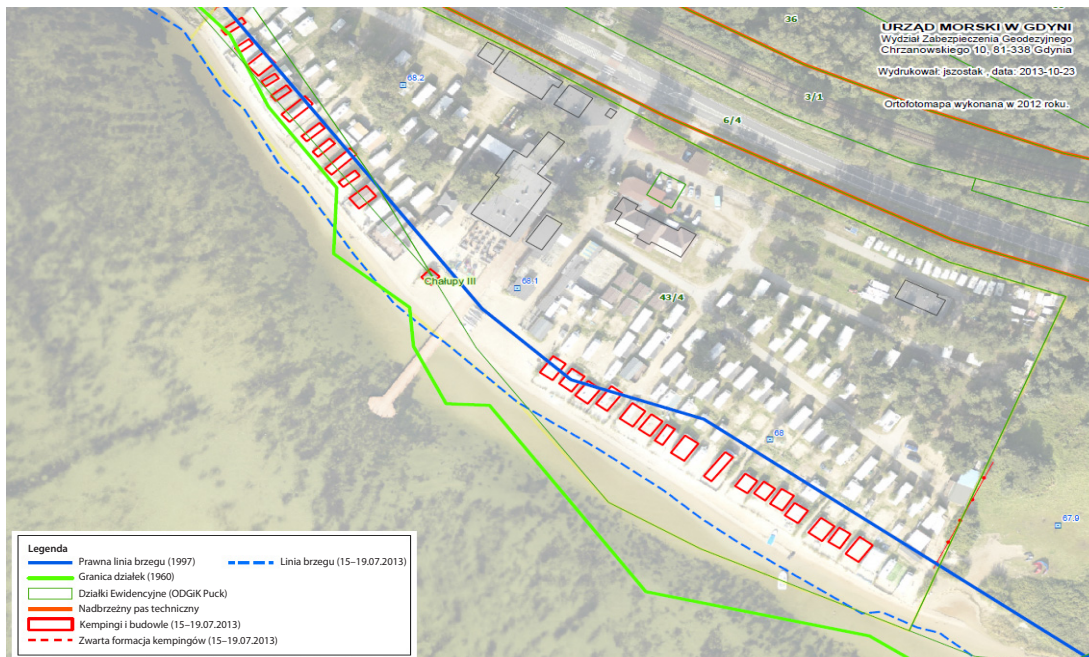 36
URZĄD MORSKI W GDYNI
Wydział Zabezpieczenia Geodezyjnego
Chrzanowskiego 10, 81-338 Gdynia
Wydrukował: jszostak , data: 2013-10-23
Ortofotomapa wykonana w 2012 roku.
68.2
3/1
6/4
Chałupy III
68.1
43/4
68
67.9
Legenda
Prawna linia brzegu (1997)
Linia brzegu (15–19.07.2013)
Granica działek (1960)
Działki Ewidencyjne (ODGiK Puck)
Nadbrzeżny pas techniczny
Kempingi i budowle (15–19.07.2013)
Zwarta formacja kempingów (15–19.07.2013)